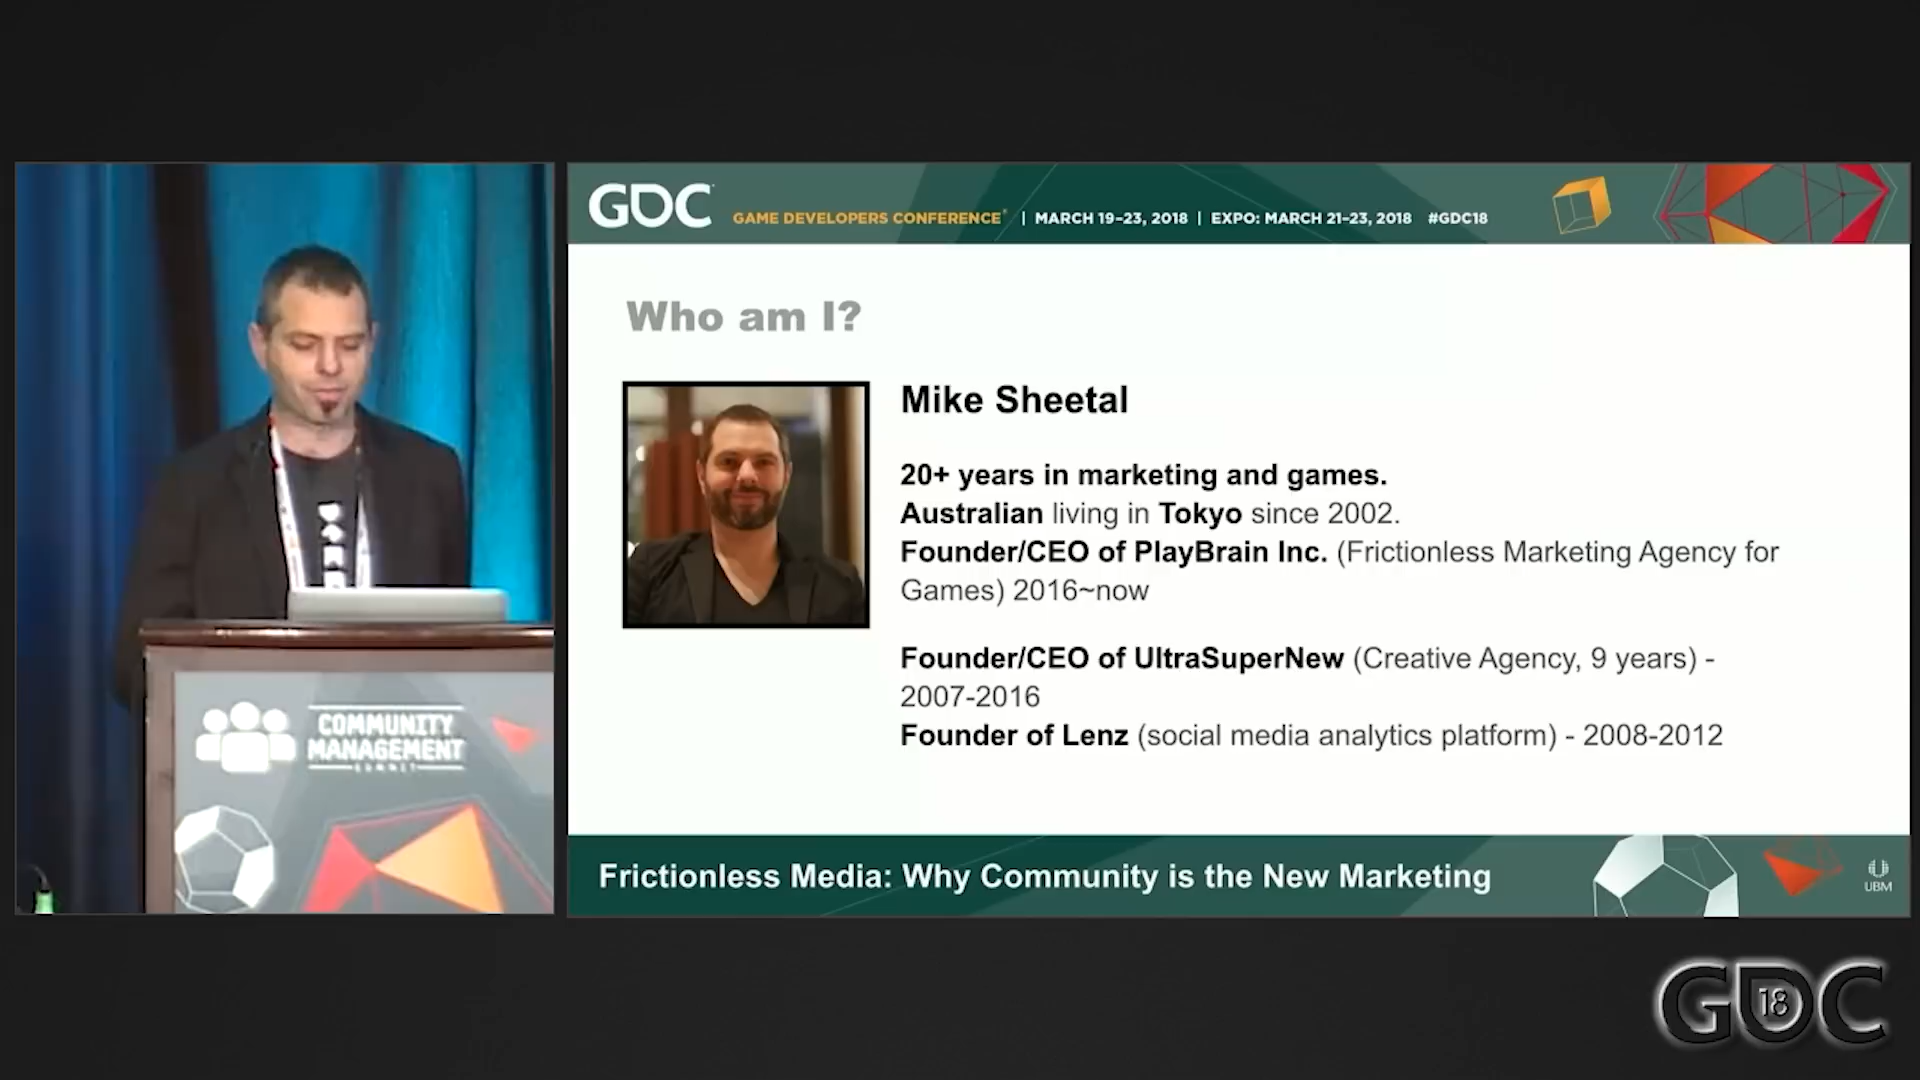 GDC
GAME DEVELOPERS CONFERENCE® | MARCH 19-23, 2018 | EXPO: MARCH 21-23, 2018 #GDC18
Who am I?
Mike Sheetal
20+ years in marketing and games.
Australian living in Tokyo since 2002.
Founder/CEO of PlayBrain Inc. (Frictionless Marketing Agency for
Games) 2016~now
Founder/CEO of UltraSuperNew (Creative Agency, 9 years) -
2007-2016
Founder of Lenz (social media analytics platform) - 2008-2012
COMMUNITY
MANAGEMENT
SUMMIT
Frictionless Media: Why Community is the New Marketing
UBM
GDC
18